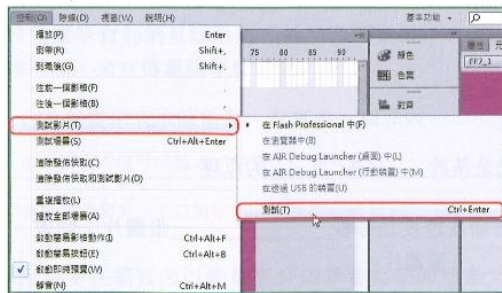 控制(O) 除錯(D) 視窗(W) 說明(H) 基本功能
播放(P) Enter
倒帶(R) Shift+,
到最後(G) Shift+.
往前一個影格(F) ,
往後一個影格(B) .
測試影片(T)
測試場景(S) Ctrl+Alt+Enter
清除發佈快取(C)
清除發佈快取和測試影片(D)
重複播放(L)
播放全部場景(A)
啟動簡易影格動作(I) Ctrl+Alt+F
啟動簡易按鈕(E) Ctrl+Alt+B
啟動即時預覽(W)
靜音(N) Ctrl+Alt+M
75 80 85 90
顏色
色票
對齊
屬性 元
FF7_1
在 Flash Professional 中(F)
在瀏覽器中(B)
在 AIR Debug Launcher (桌面) 中(L)
在 AIR Debug Launcher (行動裝置) 中(M)
在透過 USB 的裝置(U)
測試(T) Ctrl+Enter